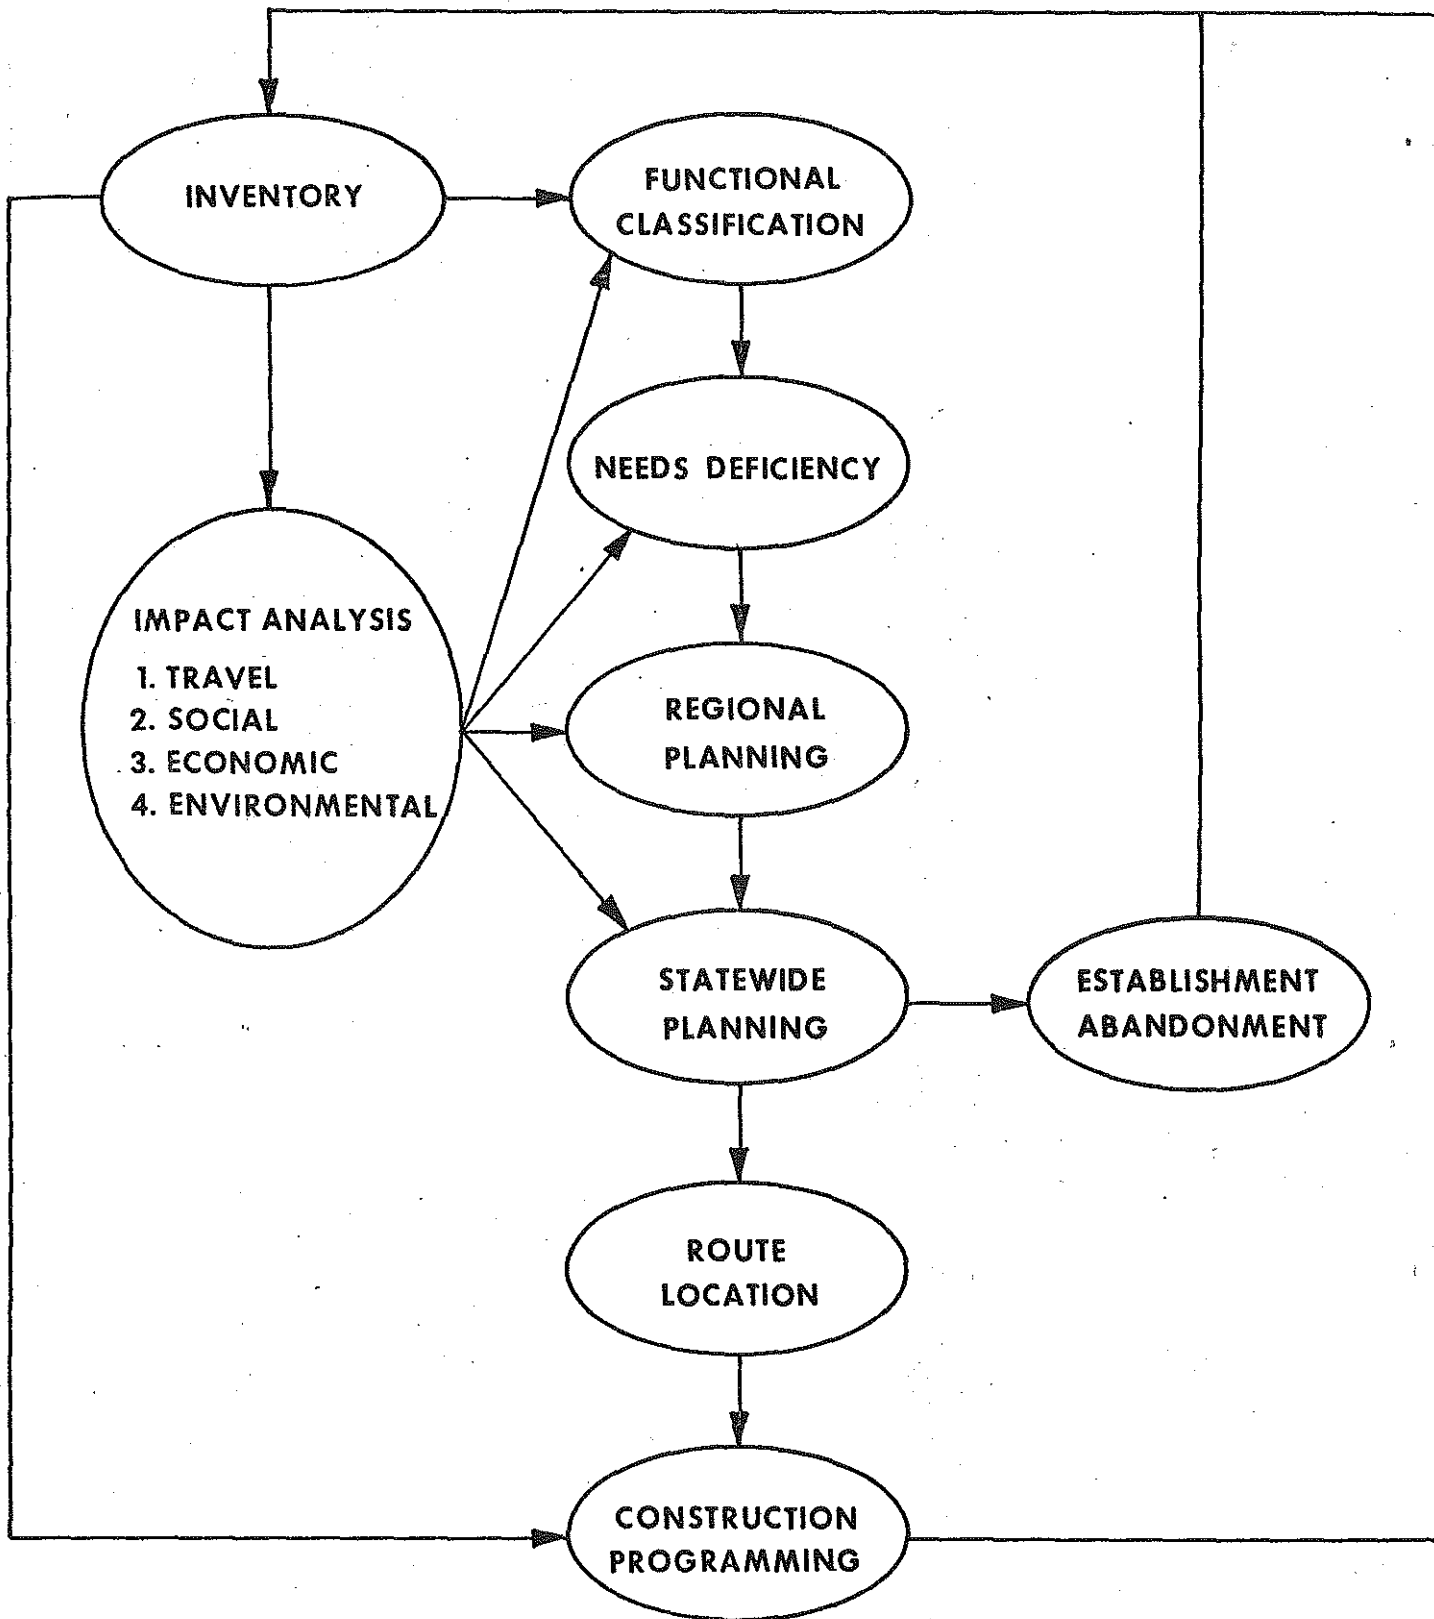 INVENTORY
FUNCTIONAL
CLASSIFICATION
NEEDS DEFICIENCY
IMPACT ANALYSIS
1. TRAVEL
2. SOCIAL
3. ECONOMIC
4. ENVIRONMENTAL
REGIONAL
PLANNING
STATEWIDE
PLANNING
ESTABLISHMENT
ABANDONMENT
ROUTE
LOCATION
CONSTRUCTION
PROGRAMMING